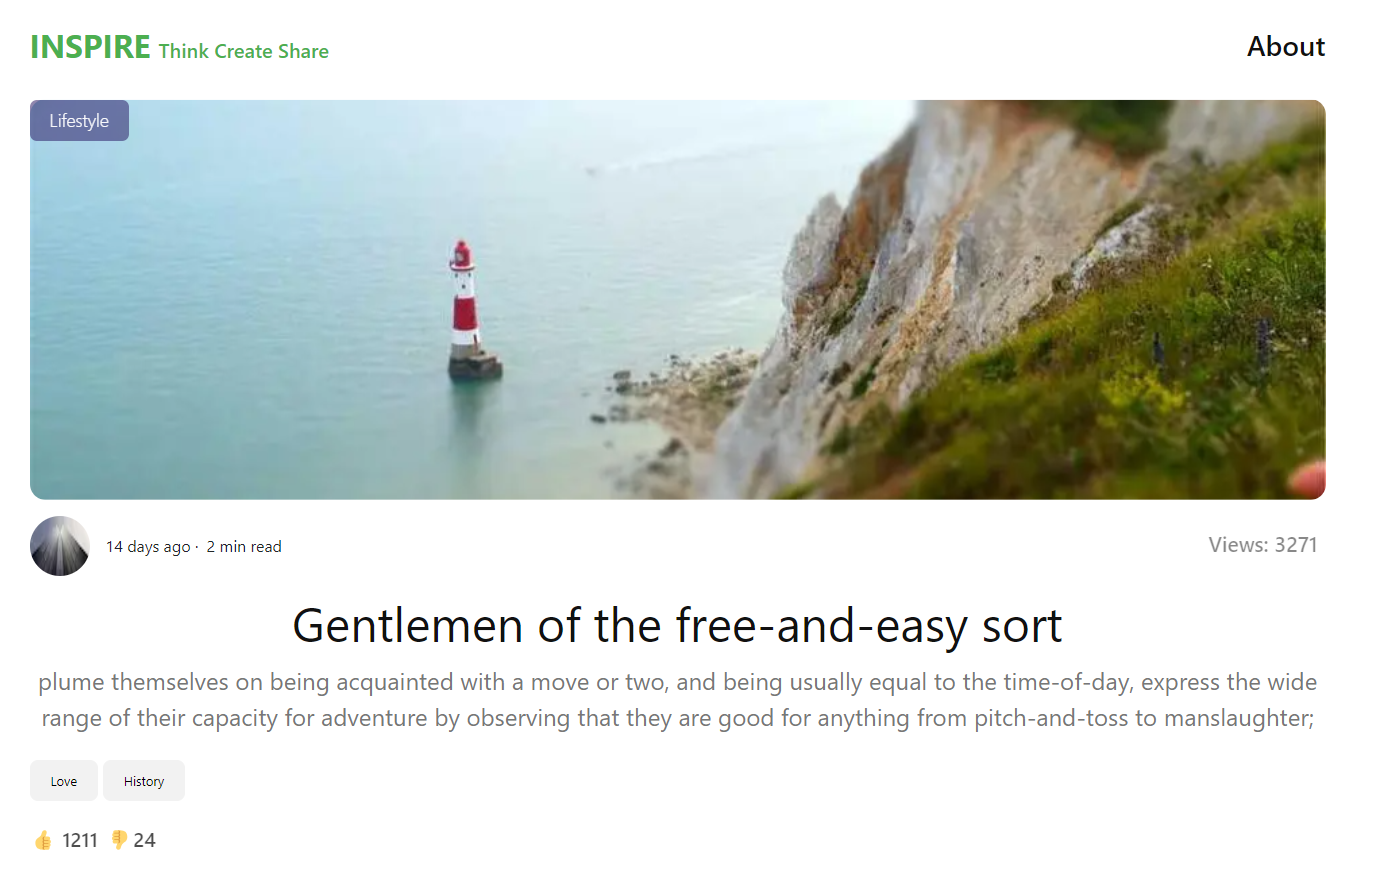 INSPIRE Think Create Share
About
Lifestyle
14 days ago · 2 min read
Views: 3271
Gentlemen of the free-and-easy sort
plume themselves on being acquainted with a move or two, and being usually equal to the time-of-day, express the wide
range of their capacity for adventure by observing that they are good for anything from pitch-and-toss to manslaughter;
Love
History
👍 1211 👎 24